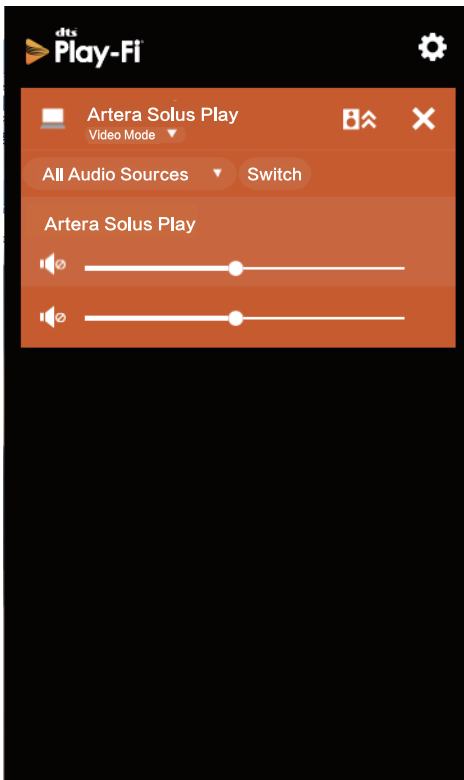 dts
Play-Fi
Artera Solus Play
Video Mode
All Audio Sources Switch
Artera Solus Play